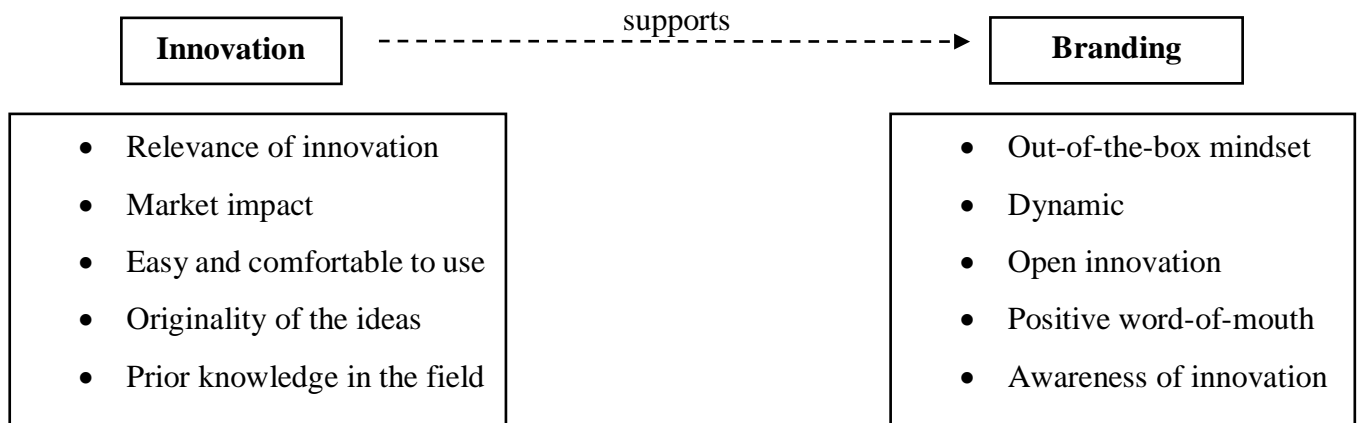 supports
Innovation
Branding
• Relevance of innovation
• Market impact
• Easy and comfortable to use
• Originality of the ideas
• Prior knowledge in the field
• Out-of-the-box mindset
• Dynamic
• Open innovation
• Positive word-of-mouth
• Awareness of innovation